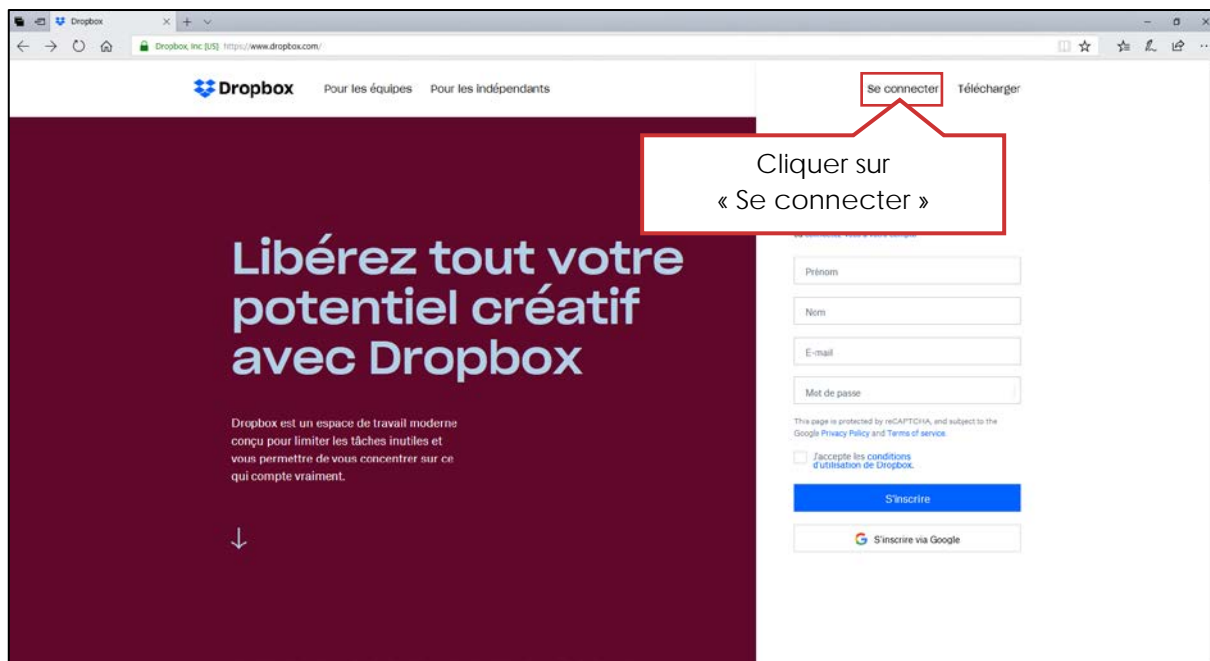 Dropbox
Dropbox, Inc [US] https://www.dropbox.com/
Dropbox
Pour les équipes Pour les indépendants
Se connecter Télécharger
Cliquer sur
« Se connecter »
Libérez tout votre
potentiel créatif
avec Dropbox
Dropbox est un espace de travail moderne
conçu pour limiter les tâches inutiles et
vous permettre de vous concentrer sur ce
qui compte vraiment.
Prénom
Nom
E-mail
Mot de passe
This page is protected by reCAPTCHA, and subject to the
Google Privacy Policy and Terms of service.
J'accepte les conditions
d'utilisation de Dropbox.
S'inscrire
S'inscrire via Google